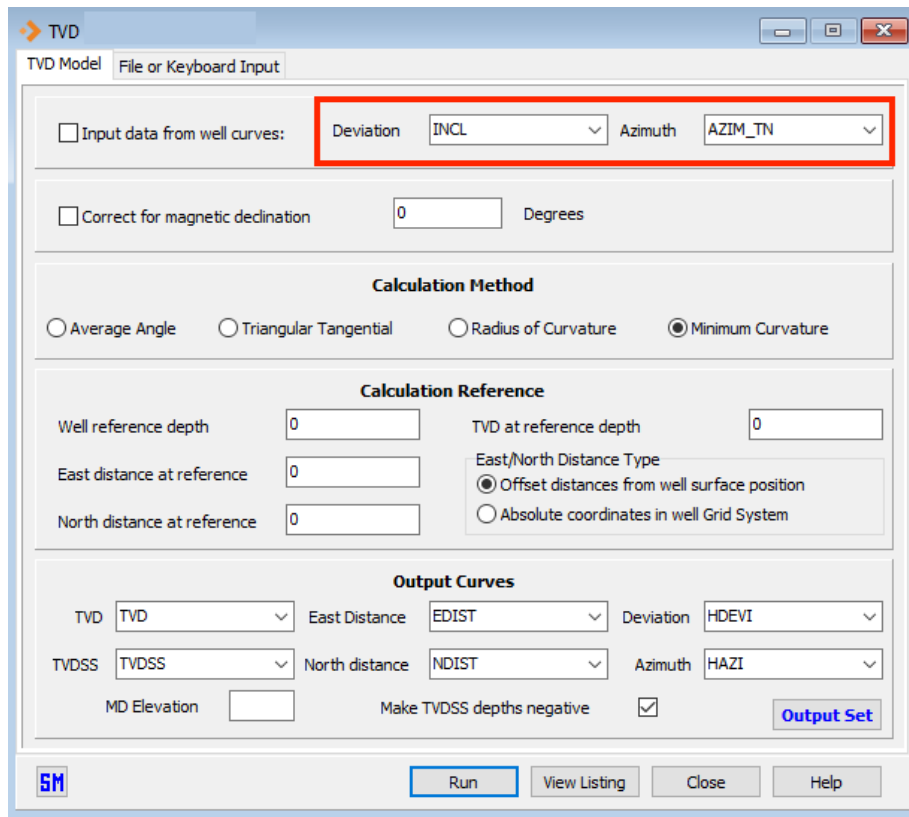 TVD
TVD Model File or Keyboard Input
Input data from well curves: Deviation INCL Azimuth AZIM_TN
Correct for magnetic declination 0 Degrees
Calculation Method
Average Angle Triangular Tangential Radius of Curvature Minimum Curvature
Calculation Reference
Well reference depth 0 TVD at reference depth 0
East distance at reference 0
East/North Distance Type
Offset distances from well surface position
North distance at reference 0
Absolute coordinates in well Grid System
Output Curves
TVD TVD East Distance EDIST Deviation HDEVI
TVDSS TVDSS North distance NDIST Azimuth HAZI
MD Elevation Make TVDSS depths negative
Output Set
SM Run View Listing Close Help